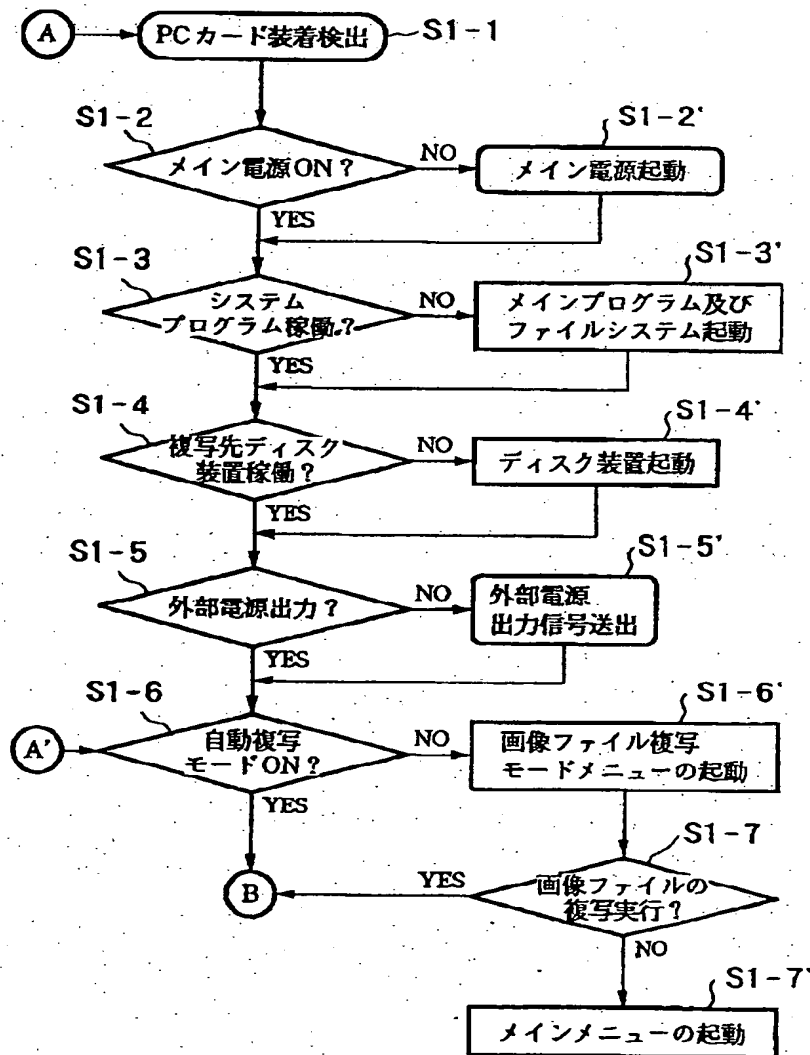 A
PCカード装着検出
S1-1
S1-2
メイン電源ON？
NO
S1-2'
メイン電源起動
YES
S1-3
システム
プログラム稼働？
NO
S1-3'
メインプログラム及び
ファイルシステム起動
YES
S1-4
複写先ディスク
装置稼働？
NO
S1-4'
ディスク装置起動
YES
S1-5
外部電源出力？
NO
S1-5'
外部電源
出力信号送出
YES
S1-6
A'
自動複写
モードON？
NO
S1-6'
画像ファイル複写
モードメニューの起動
YES
B
S1-7
YES
画像ファイルの
複写実行？
NO
S1-7'
メインメニューの起動